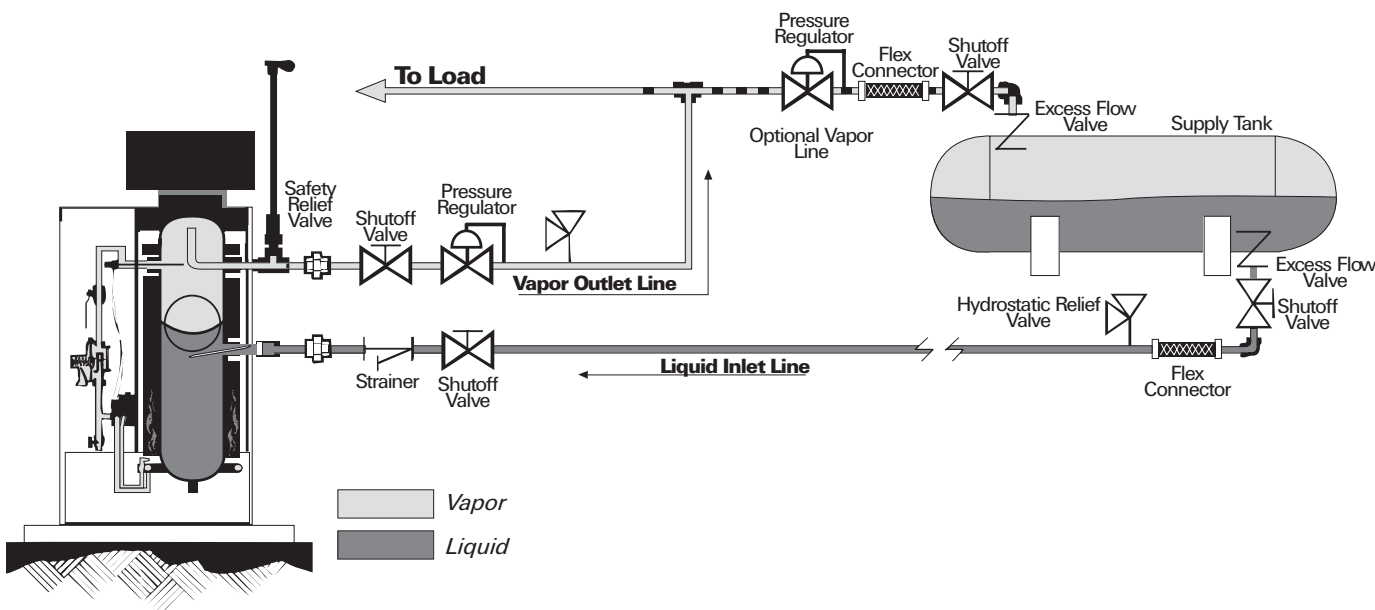 Pressure
Regulator
Flex
Connector
Shutoff
Valve
To Load
Excess Flow
Valve
Supply Tank
Optional Vapor
Line
Safety
Relief
Valve
Shutoff
Valve
Pressure
Regulator
Vapor Outlet Line
Excess Flow
Valve
Hydrostatic Relief
Valve
Shutoff
Valve
Strainer
Shutoff
Valve
Liquid Inlet Line
Flex
Connector
Vapor
Liquid